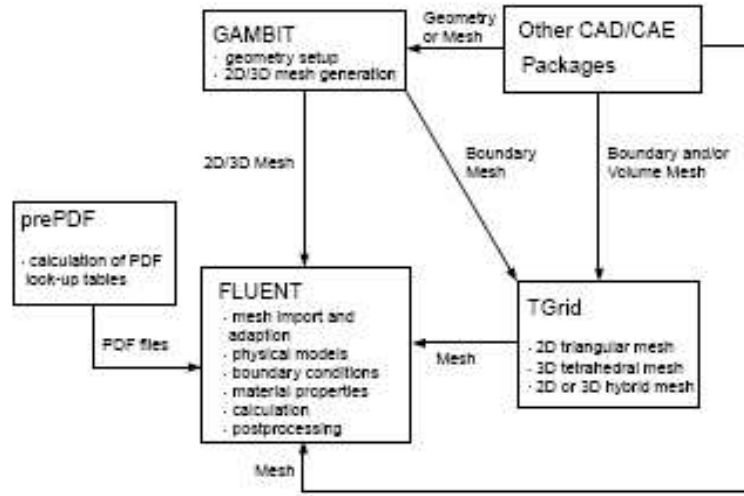 GAMBIT
· geometry setup
· 2D/3D mesh generation
Geometry
or Mesh
Other CAD/CAE
Packages
2D/3D Mesh
Boundary
Mesh
Boundary and/or
Volume Mesh
prePDF
· calculation of PDF
look-up tables
PDF files
FLUENT
· mesh import and
adaption
· physical models
· boundary conditions
· material properties
· calculation
· postprocessing
Mesh
TGrid
· 2D triangular mesh
· 3D tetrahedral mesh
· 2D or 3D hybrid mesh
Mesh